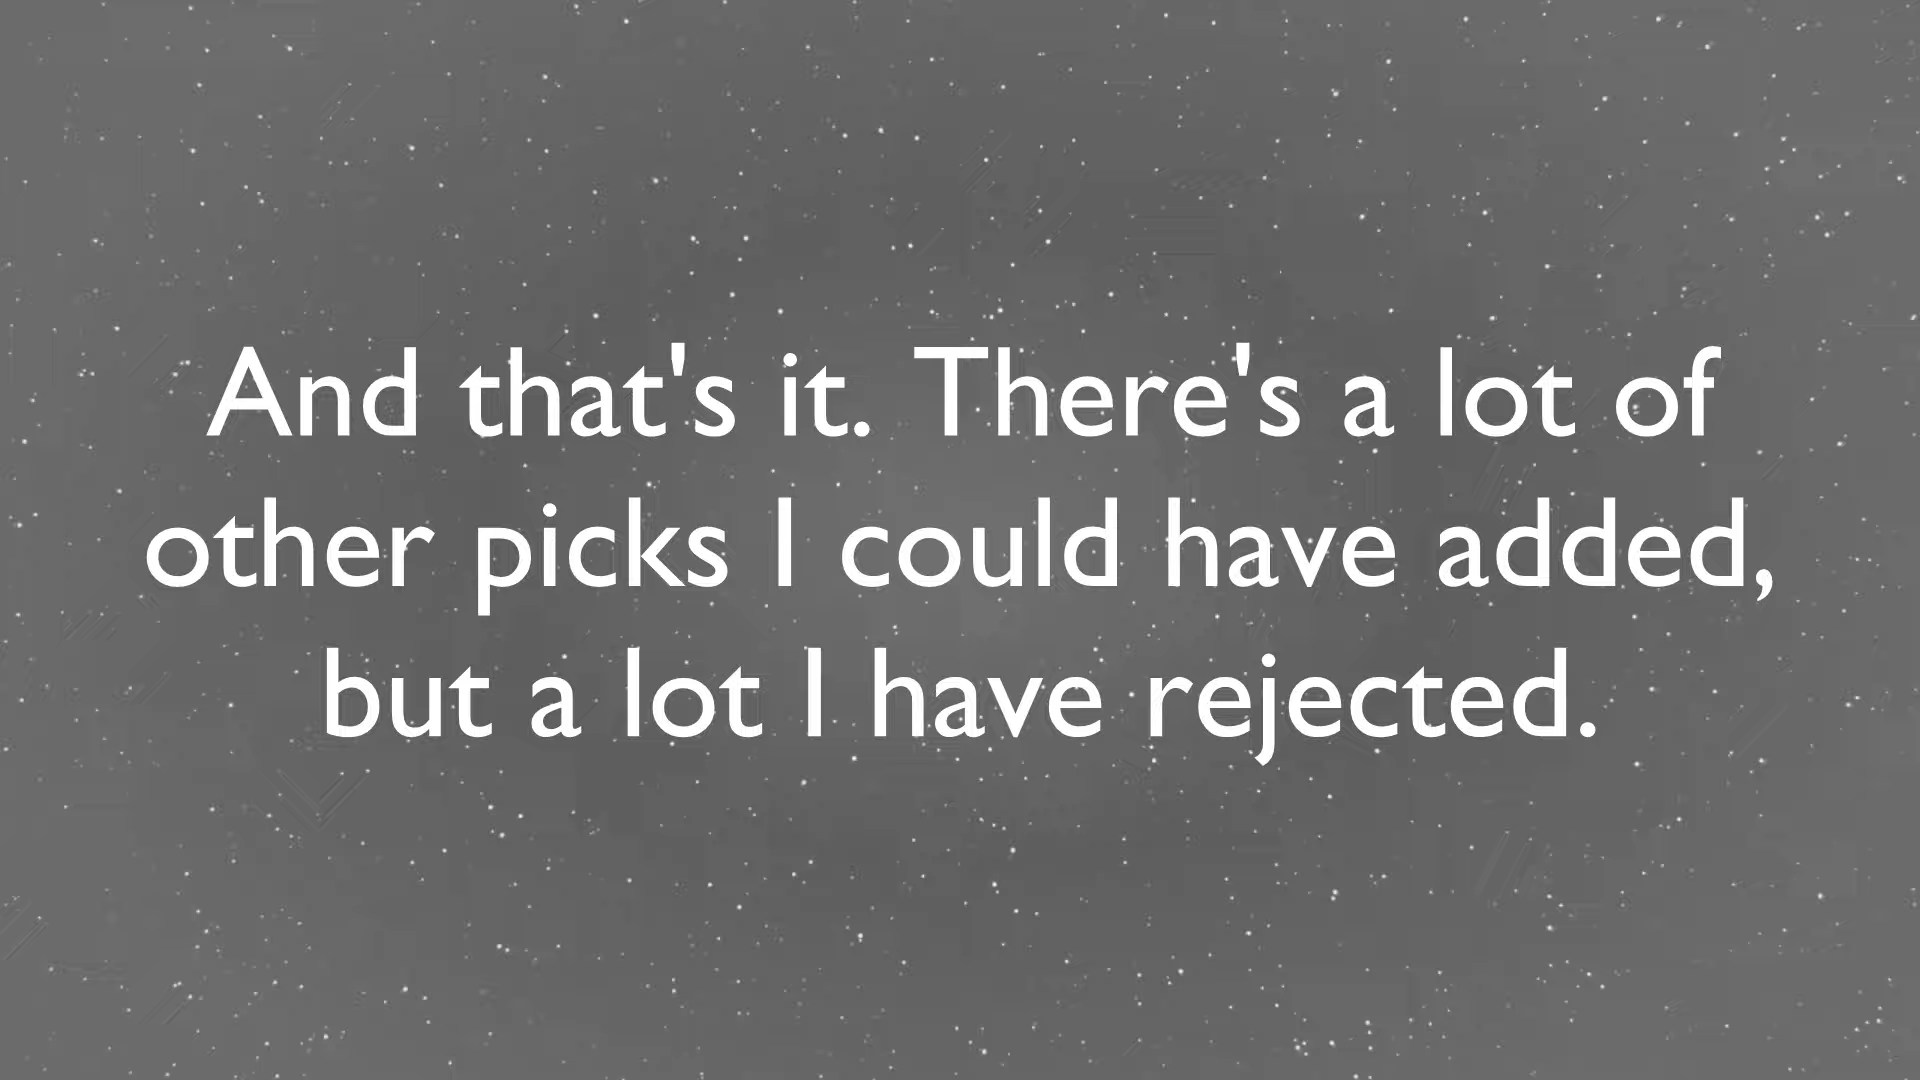 And that's it. There's a lot of
other picks I could have added,
but a lot I have rejected.